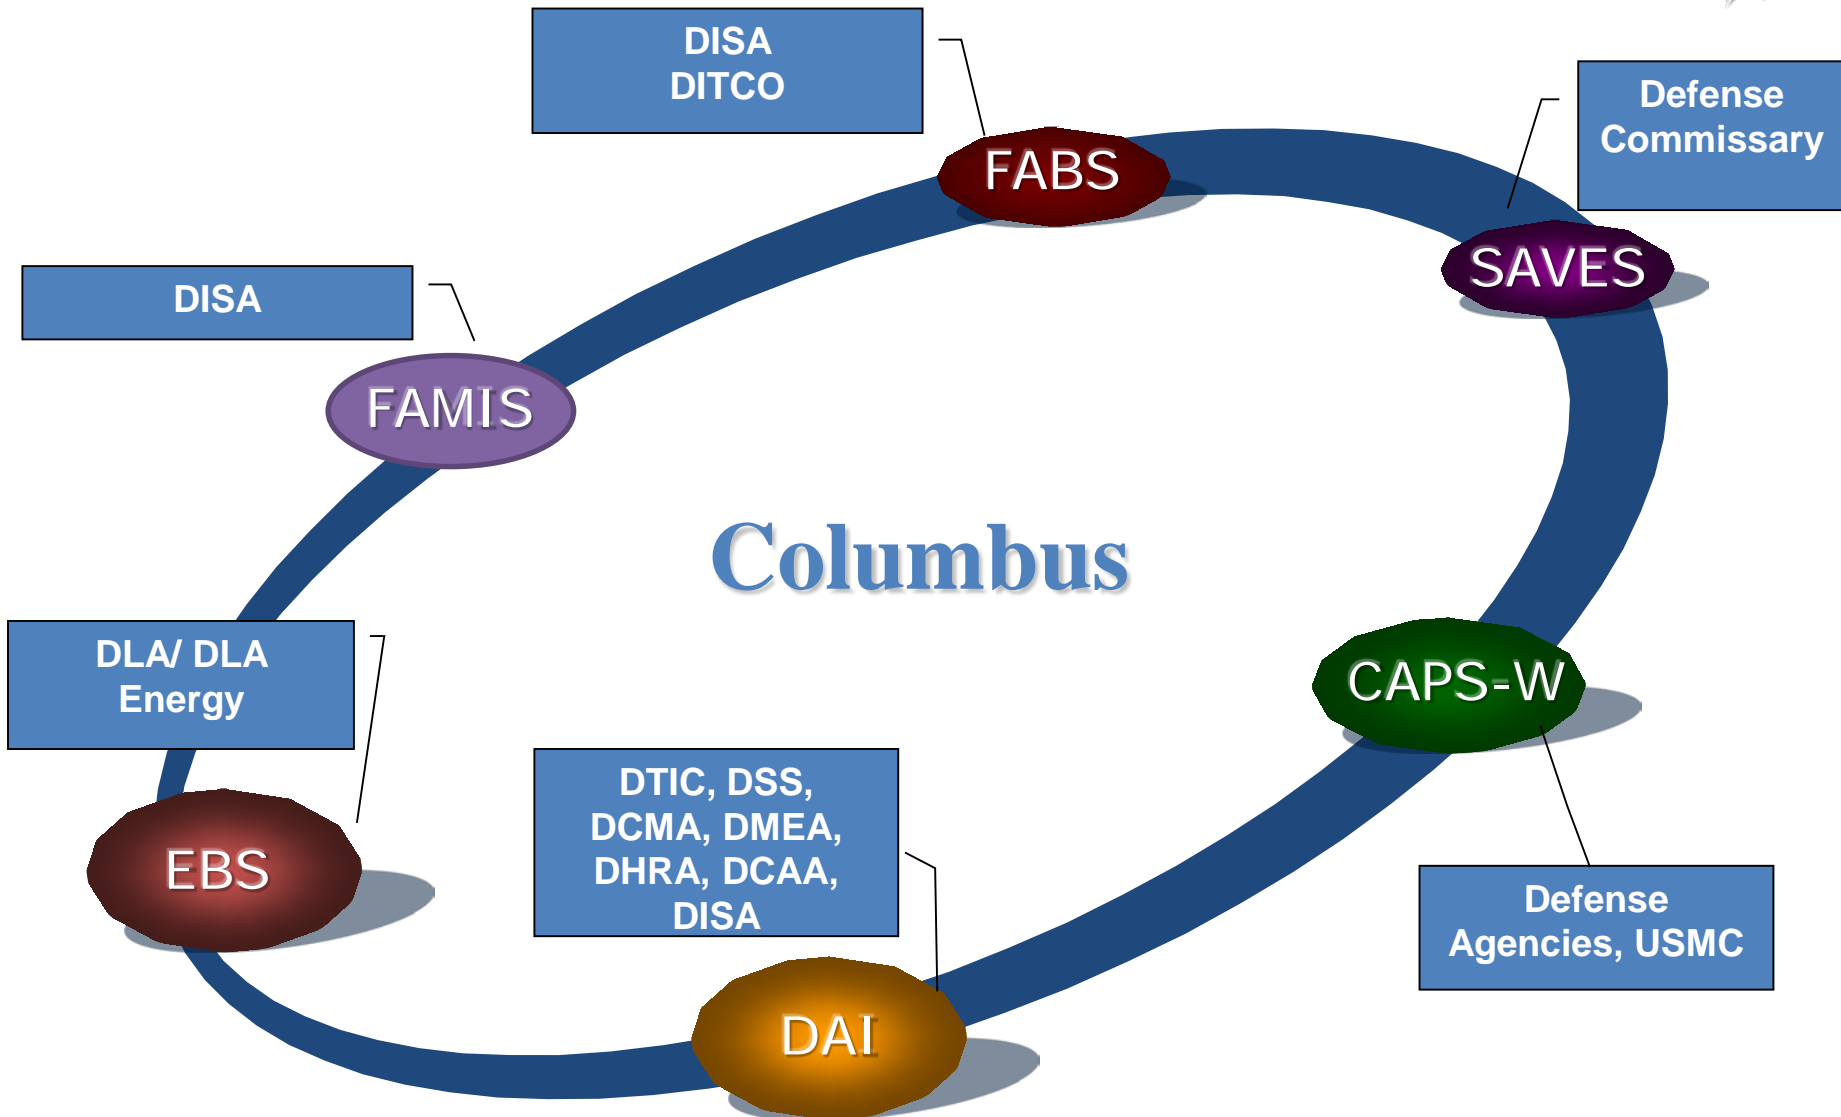 DISA
DITCO
Defense
Commissary
FABS
SAVES
DISA
FAMIS
Columbus
DLA/ DLA
Energy
CAPS-W
DTIC, DSS,
DCMA, DMEA,
DHRA, DCAA,
DISA
EBS
Defense
Agencies, USMC
DAI